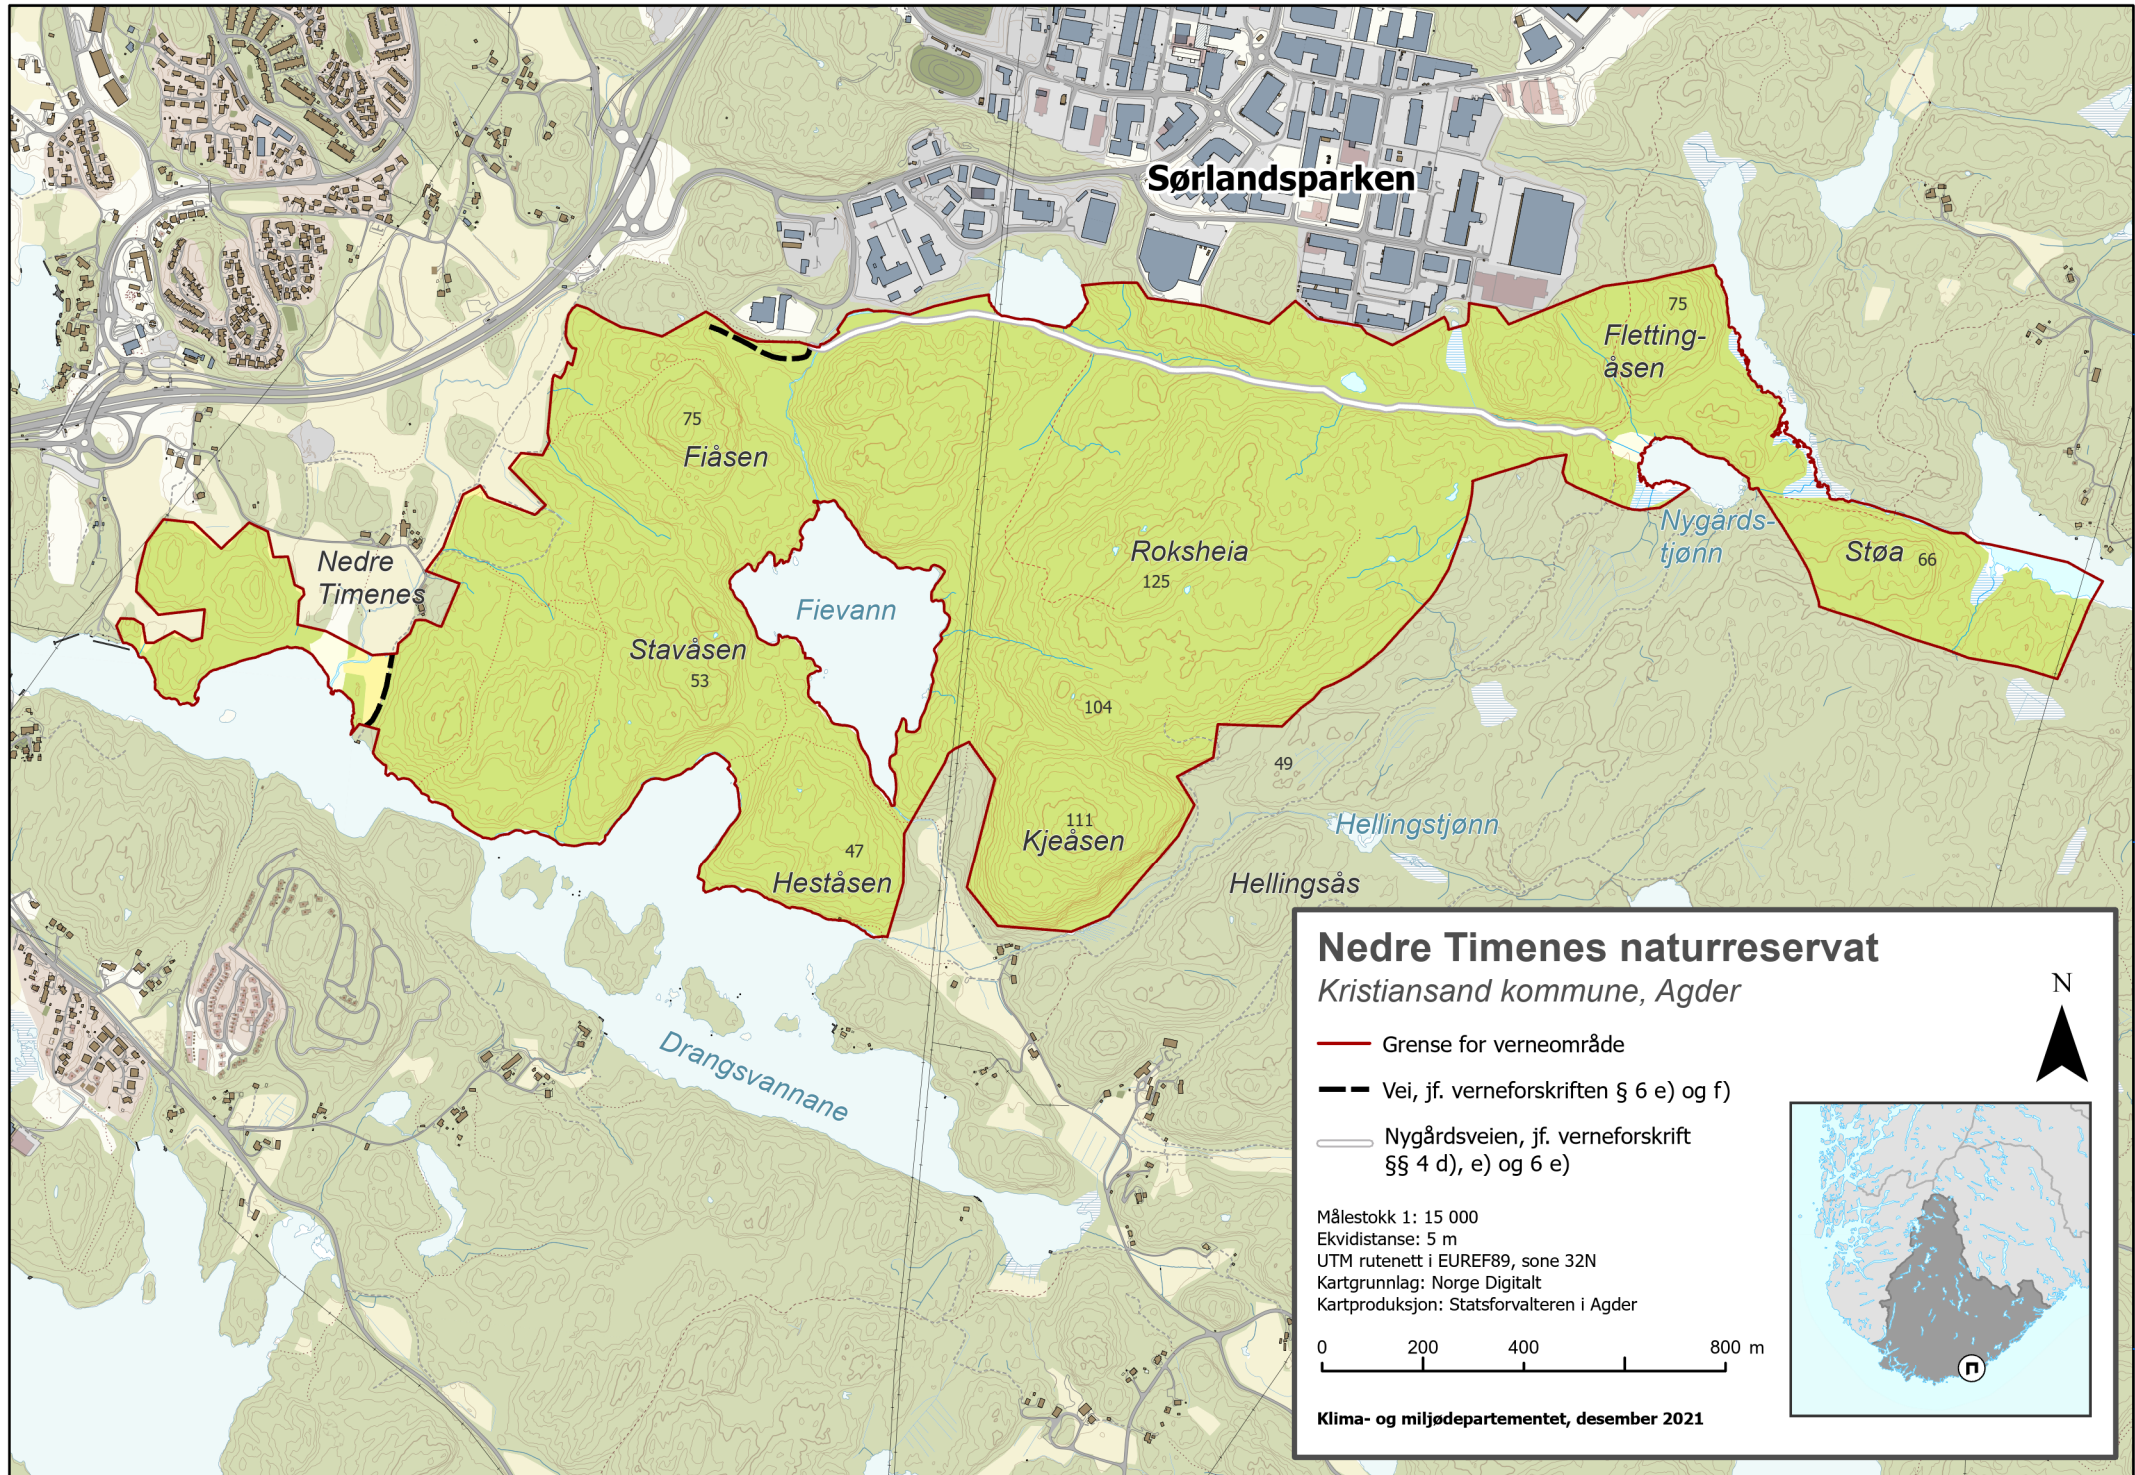 Sørlandsparken
75
Fletting-
åsen
75
Fiåsen
Nedre
Timenes
Roksheia
125
Nygårds-
tjønn
Støa
66
Fievann
Stavåsen
53
104
49
111
Kjeåsen
Hellingstjønn
47
Heståsen
Hellingsås
Drangsvannane
Nedre Timenes naturreservat
Kristiansand kommune, Agder
N
Grense for verneområde
Vei, jf. verneforskriften § 6 e) og f)
Nygårdsveien, jf. verneforskrift
§§ 4 d), e) og 6 e)
Målestokk 1: 15 000
Ekvidistanse: 5 m
UTM rutenett i EUREF89, sone 32N
Kartgrunnlag: Norge Digitalt
Kartproduksjon: Statsforvalteren i Agder
0 200 400 800 m
Klima- og miljødepartementet, desember 2021